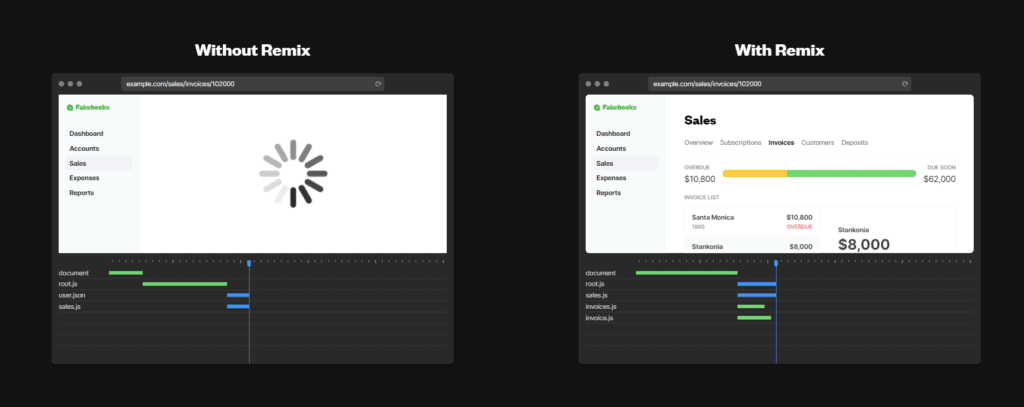 Without Remix
example.com/sales/invoices/102000
Fakebooks
Dashboard
Accounts
Sales
Expenses
Reports
document
root.js
user.json
sales.js
With Remix
example.com/sales/invoices/102000
Fakebooks
Dashboard
Accounts
Sales
Expenses
Reports
Sales
Overview Subscriptions Invoices Customers Deposits
OVERDUE DUE SOON
$10,800 $62,000
INVOICE LIST
Santa Monica $10,800
1995 OVERDUE
Stankonia $8,000
Stankonia
$8,000
document
root.js
sales.js
invoices.js
invoice.js